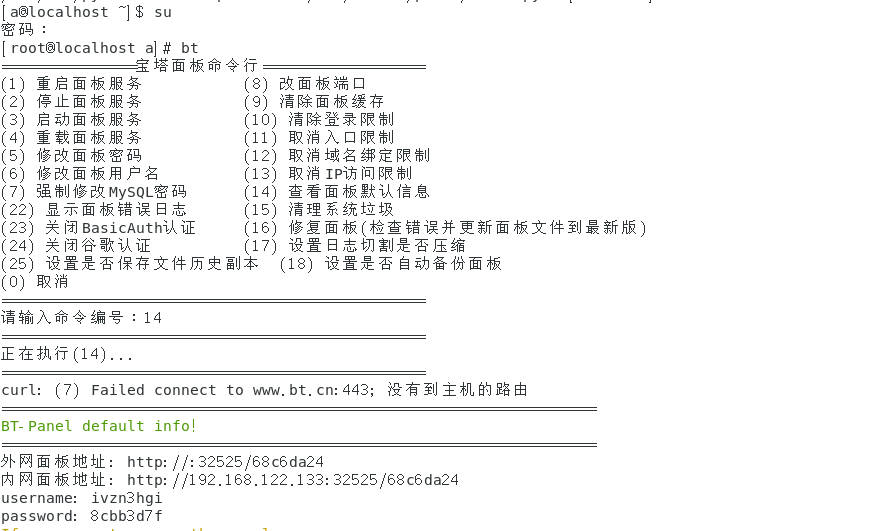 [a@localhost ~]$ su
密码：
[root@localhost a]# bt
===============宝塔面板命令行==================
(1) 重启面板服务 (8) 改面板端口
(2) 停止面板服务 (9) 清除面板缓存
(3) 启动面板服务 (10) 清除登录限制
(4) 重载面板服务 (11) 取消入口限制
(5) 修改面板密码 (12) 取消域名绑定限制
(6) 修改面板用户名 (13) 取消IP访问限制
(7) 强制修改MySQL密码 (14) 查看面板默认信息
(22) 显示面板错误日志 (15) 清理系统垃圾
(23) 关闭BasicAuth认证 (16) 修复面板(检查错误并更新面板文件到最新版)
(24) 关闭谷歌认证 (17) 设置日志切割是否压缩
(25) 设置是否保存文件历史副本 (18) 设置是否自动备份面板
(0) 取消
===============================================
请输入命令编号：14
===============================================
正在执行(14)...
===============================================
curl: (7) Failed connect to www.bt.cn:443; 没有到主机的路由
==================================================================
BT-Panel default info!
==================================================================
外网面板地址: http://:32525/68c6da24
内网面板地址: http://192.168.122.133:32525/68c6da24
username: ivzn3hgi
password: 8cbb3d7f